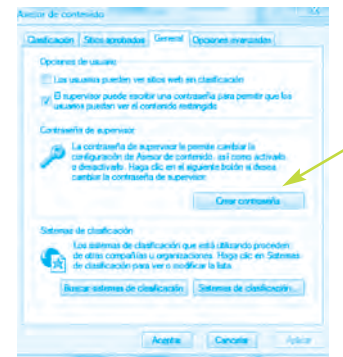 Asesor de contenido
Clasificación
Sitios aprobados
General
Opciones avanzadas
Opciones de usuario
Los usuarios pueden ver sitios web sin clasificación
El supervisor puede escribir una contraseña para permitir que los
usuarios puedan ver el contenido restringido
Contraseña de supervisor
La contraseña de supervisor le permite cambiar la
configuración de Asesor de contenido, así como activarlo
o desactivarlo. Haga clic en el siguiente botón si desea
cambiar la contraseña de supervisor.
Crear contraseña
Sistemas de clasificación
Los sistemas de clasificación que está utilizando proceden
de otras compañías u organizaciones. Haga clic en Sistemas
de clasificación para ver o modificar la lista.
Buscar sistemas de clasificación
Sistemas de clasificación...
Aceptar
Cancelar
Aplicar